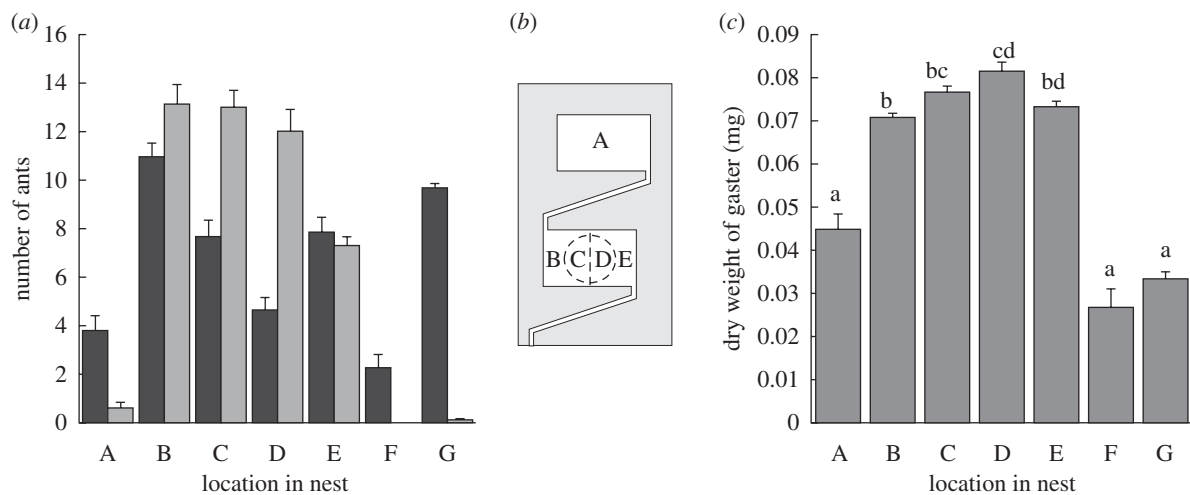 (a)
16
14
12
10
8
6
4
2
0
number of ants
A B C D E F G
location in nest
(b)
A
B C D E
(c)
0.09
0.08
0.07
0.06
0.05
0.04
0.03
0.02
0.01
0
dry weight of gaster (mg)
a
b
bc
cd
bd
a
a
A B C D E F G
location in nest